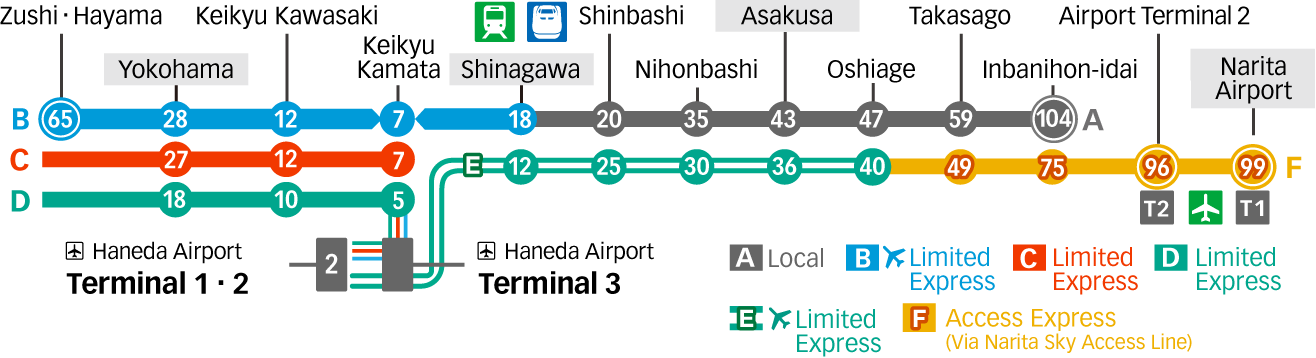 Zushi · Hayama
Keikyu Kawasaki
Shinbashi
Asakusa
Takasago
Airport Terminal 2
Yokohama
Keikyu
Kamata
Shinagawa
Nihonbashi
Oshiage
Inbanihon-idai
Narita
Airport
B 65 28 12 7 18 20 35 43 47 59 104 A
C 27 12 7
E 12 25 30 36 40 49 75 96 99 F
D 18 10 5
T2 T1
Haneda Airport
Terminal 1 · 2
2
Haneda Airport
Terminal 3
A Local
B Limited
Express
C Limited
Express
D Limited
Express
E Limited
Express
F Access Express
(Via Narita Sky Access Line)